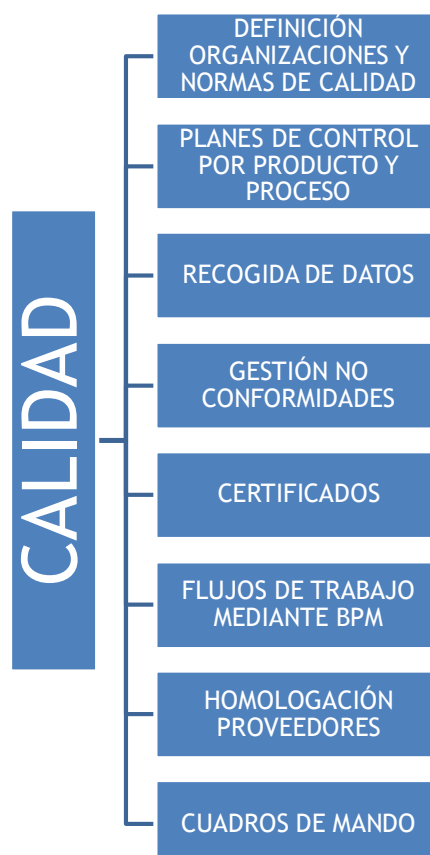 CALIDAD
DEFINICIÓN
ORGANIZACIONES Y
NORMAS DE CALIDAD
PLANES DE CONTROL
POR PRODUCTO Y
PROCESO
RECOGIDA DE DATOS
GESTIÓN NO
CONFORMIDADES
CERTIFICADOS
FLUJOS DE TRABAJO
MEDIANTE BPM
HOMOLOGACIÓN
PROVEEDORES
CUADROS DE MANDO